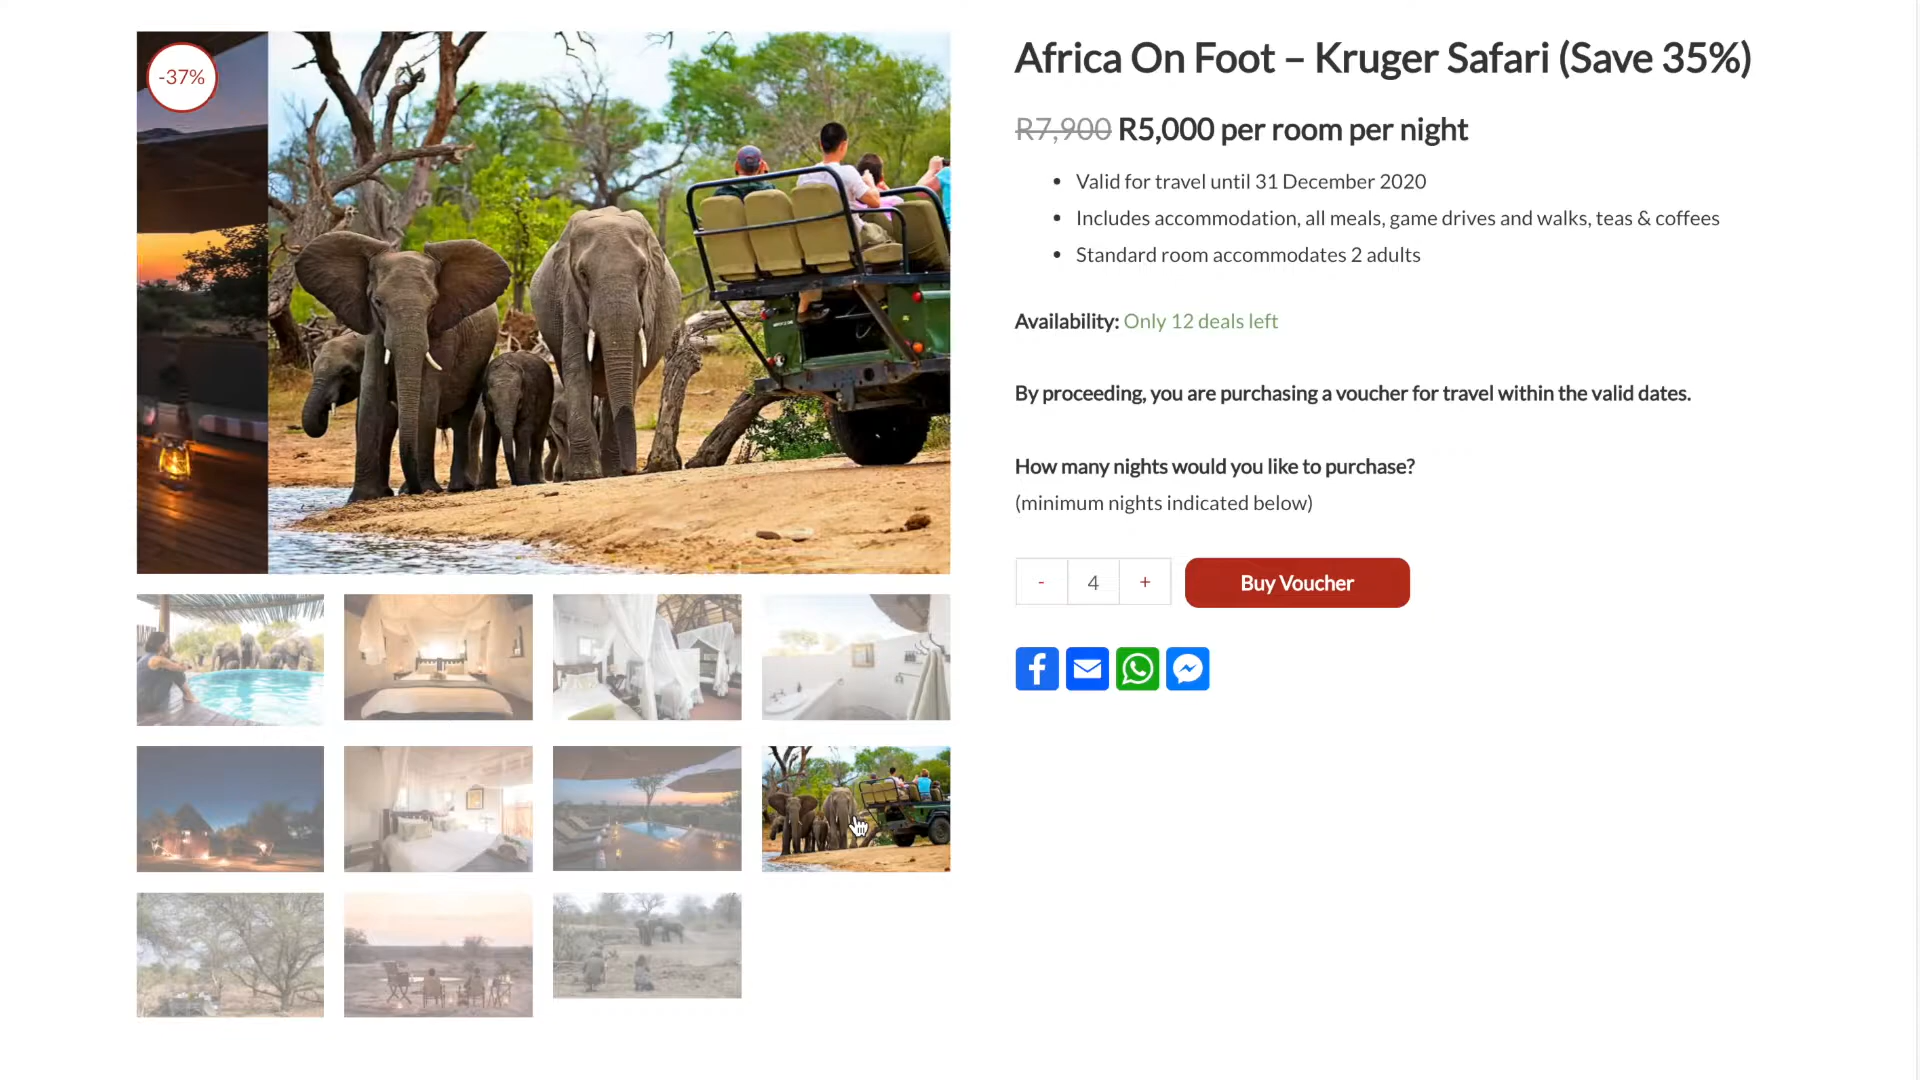 -37%
Africa On Foot – Kruger Safari (Save 35%)
R7,900 R5,000 per room per night
• Valid for travel until 31 December 2020
• Includes accommodation, all meals, game drives and walks, teas & coffees
• Standard room accommodates 2 adults
Availability: Only 12 deals left
By proceeding, you are purchasing a voucher for travel within the valid dates.
How many nights would you like to purchase?
(minimum nights indicated below)
- 4 + Buy Voucher